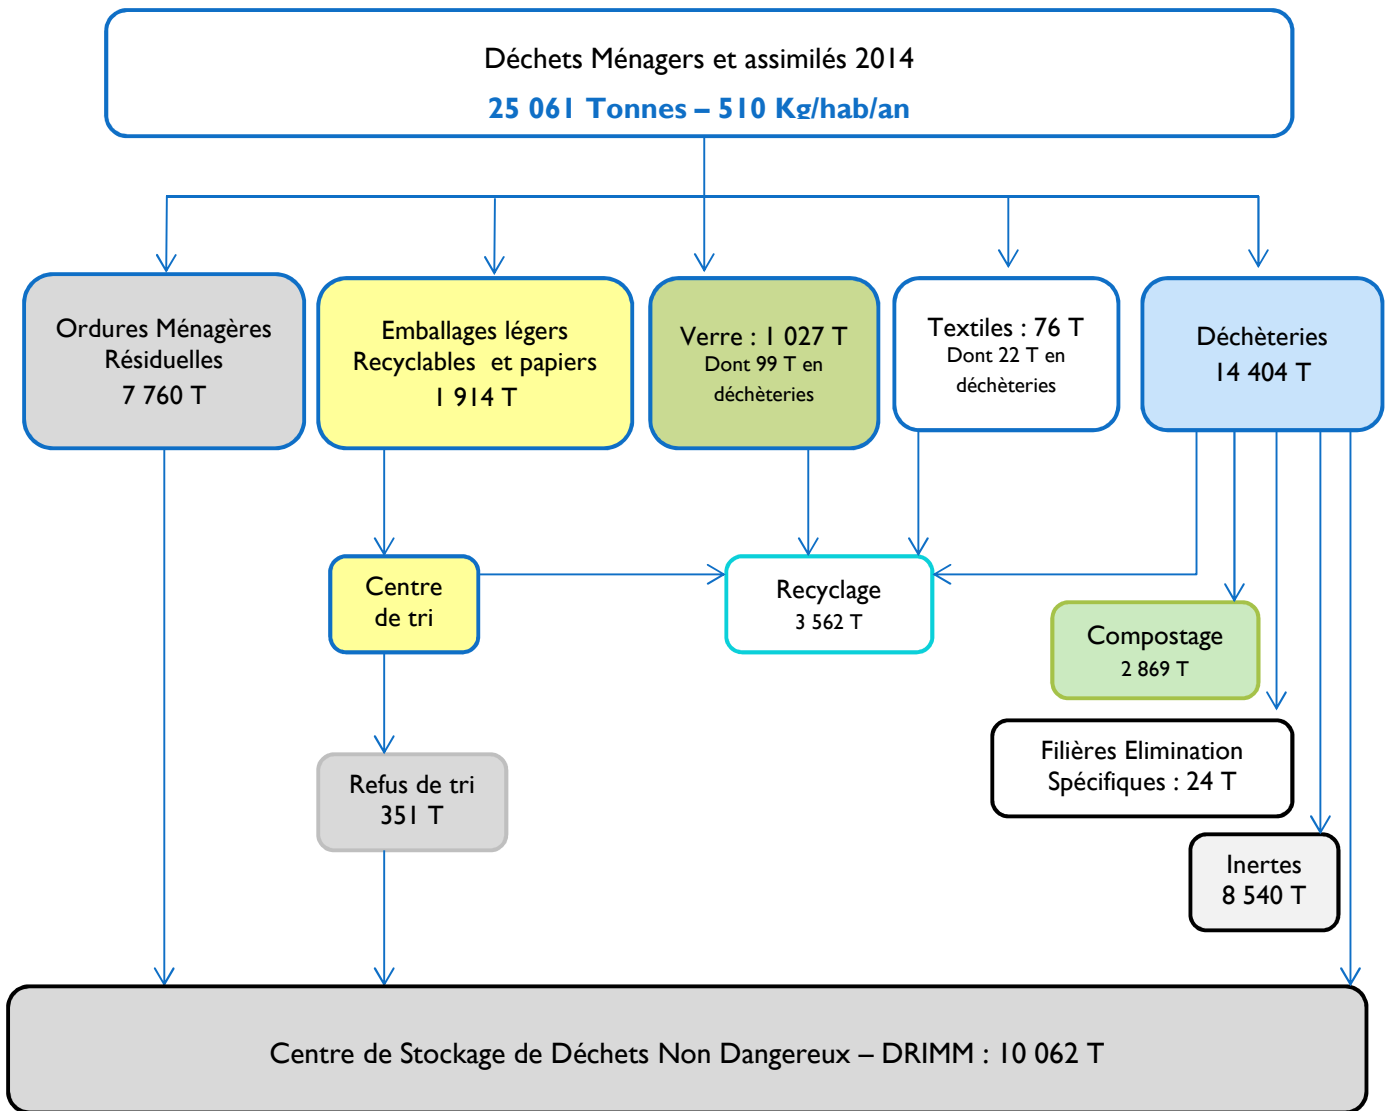 Déchets Ménagers et assimilés 2014
25 061 Tonnes – 510 Kg/hab/an
Ordures Ménagères
Résiduelles
7 760 T
Emballages légers
Recyclables et papiers
1 914 T
Verre : 1 027 T
Dont 99 T en
déchèteries
Textiles : 76 T
Dont 22 T en
déchèteries
Déchèteries
14 404 T
Centre
de tri
Recyclage
3 562 T
Compostage
2 869 T
Filières Elimination
Spécifiques : 24 T
Refus de tri
351 T
Inertes
8 540 T
Centre de Stockage de Déchets Non Dangereux – DRIMM : 10 062 T